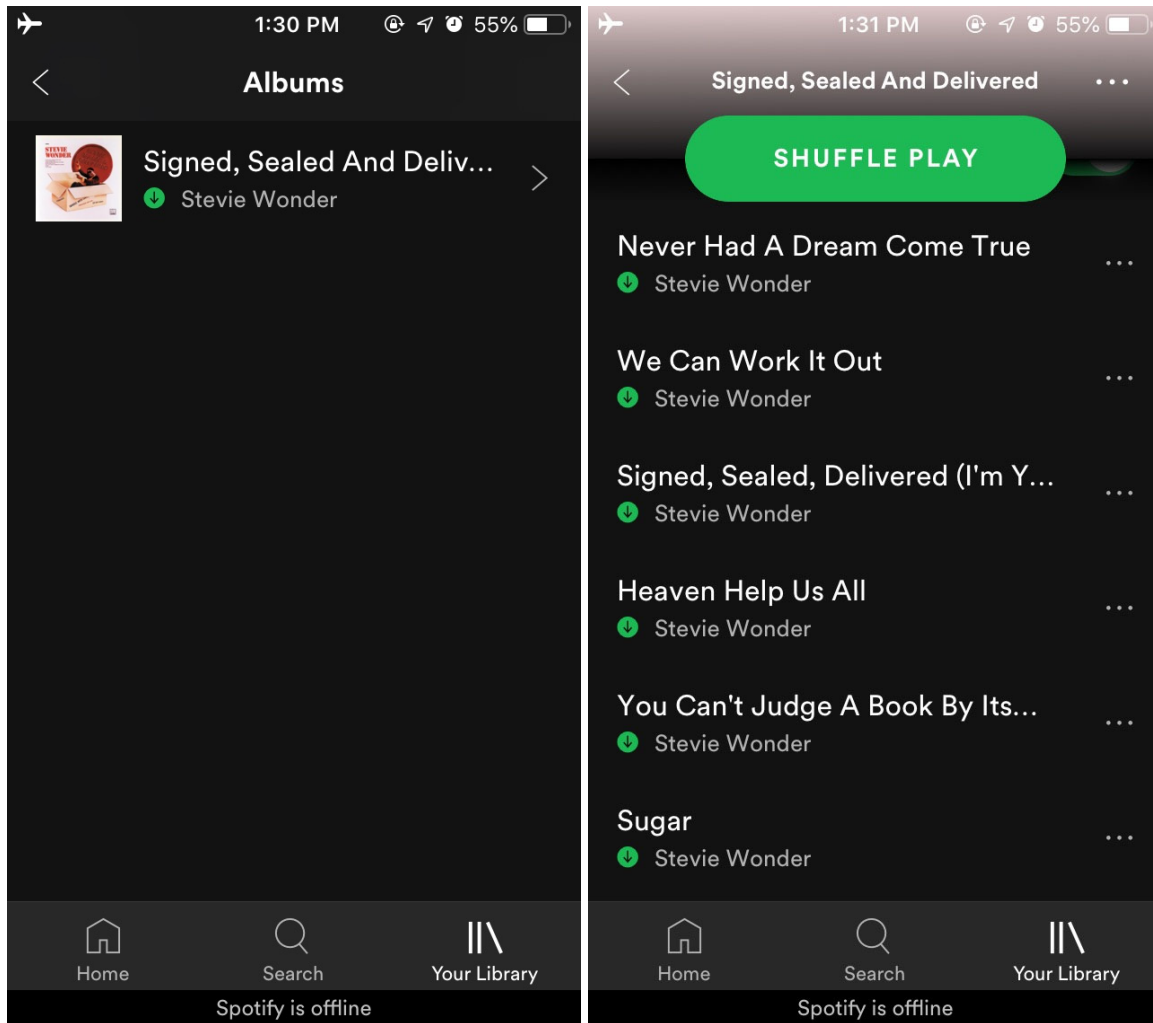 1:30 PM 55%
Albums
STEVIE
WONDER
Signed, Sealed And Deliv...
Stevie Wonder
Home Search Your Library
Spotify is offline
1:31 PM 55%
Signed, Sealed And Delivered
SHUFFLE PLAY
Never Had A Dream Come True
Stevie Wonder
We Can Work It Out
Stevie Wonder
Signed, Sealed, Delivered (I'm Y...
Stevie Wonder
Heaven Help Us All
Stevie Wonder
You Can't Judge A Book By Its...
Stevie Wonder
Sugar
Stevie Wonder
Home Search Your Library
Spotify is offline